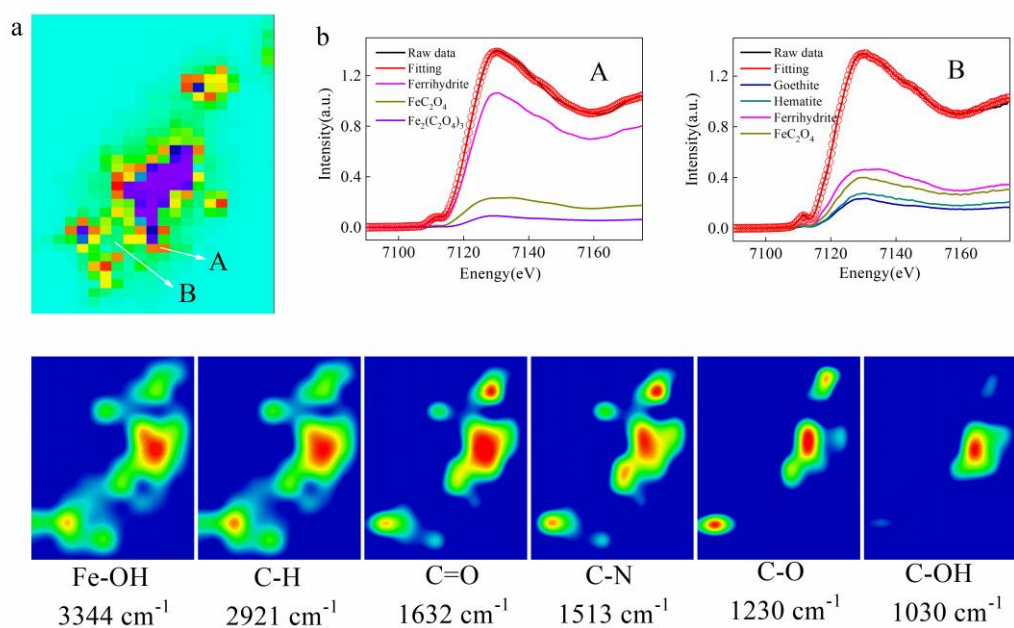 a
A
B
b
A
Raw data
Fitting
Ferrihydrite
FeC₂O₄
Fe₂(C₂O₄)₃
Intensity(a.u.)
1.2
0.8
0.4
0.0
7100 7120 7140 7160
Energy(eV)
B
Raw data
Fitting
Goethite
Hematite
Ferrihydrite
FeC₂O₄
Intensity(a.u.)
1.2
0.8
0.4
0.0
7100 7120 7140 7160
Energy(eV)
Fe-OH C-H C=O C-N C-O C-OH
3344 cm⁻¹ 2921 cm⁻¹ 1632 cm⁻¹ 1513 cm⁻¹ 1230 cm⁻¹ 1030 cm⁻¹